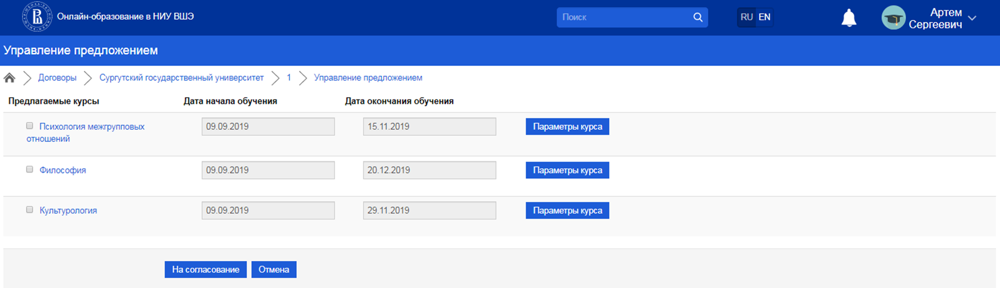 Онлайн-образование в НИУ ВШЭ
Поиск
RU EN
Артем
Сергеевич
Управление предложением
Договоры
Сургутский государственный университет
1
Управление предложением
Предлагаемые курсы Дата начала обучения Дата окончания обучения
Психология межгрупповых
отношений
09.09.2019 15.11.2019 Параметры курса
Философия 09.09.2019 20.12.2019 Параметры курса
Культурология 09.09.2019 29.11.2019 Параметры курса
На согласование Отмена